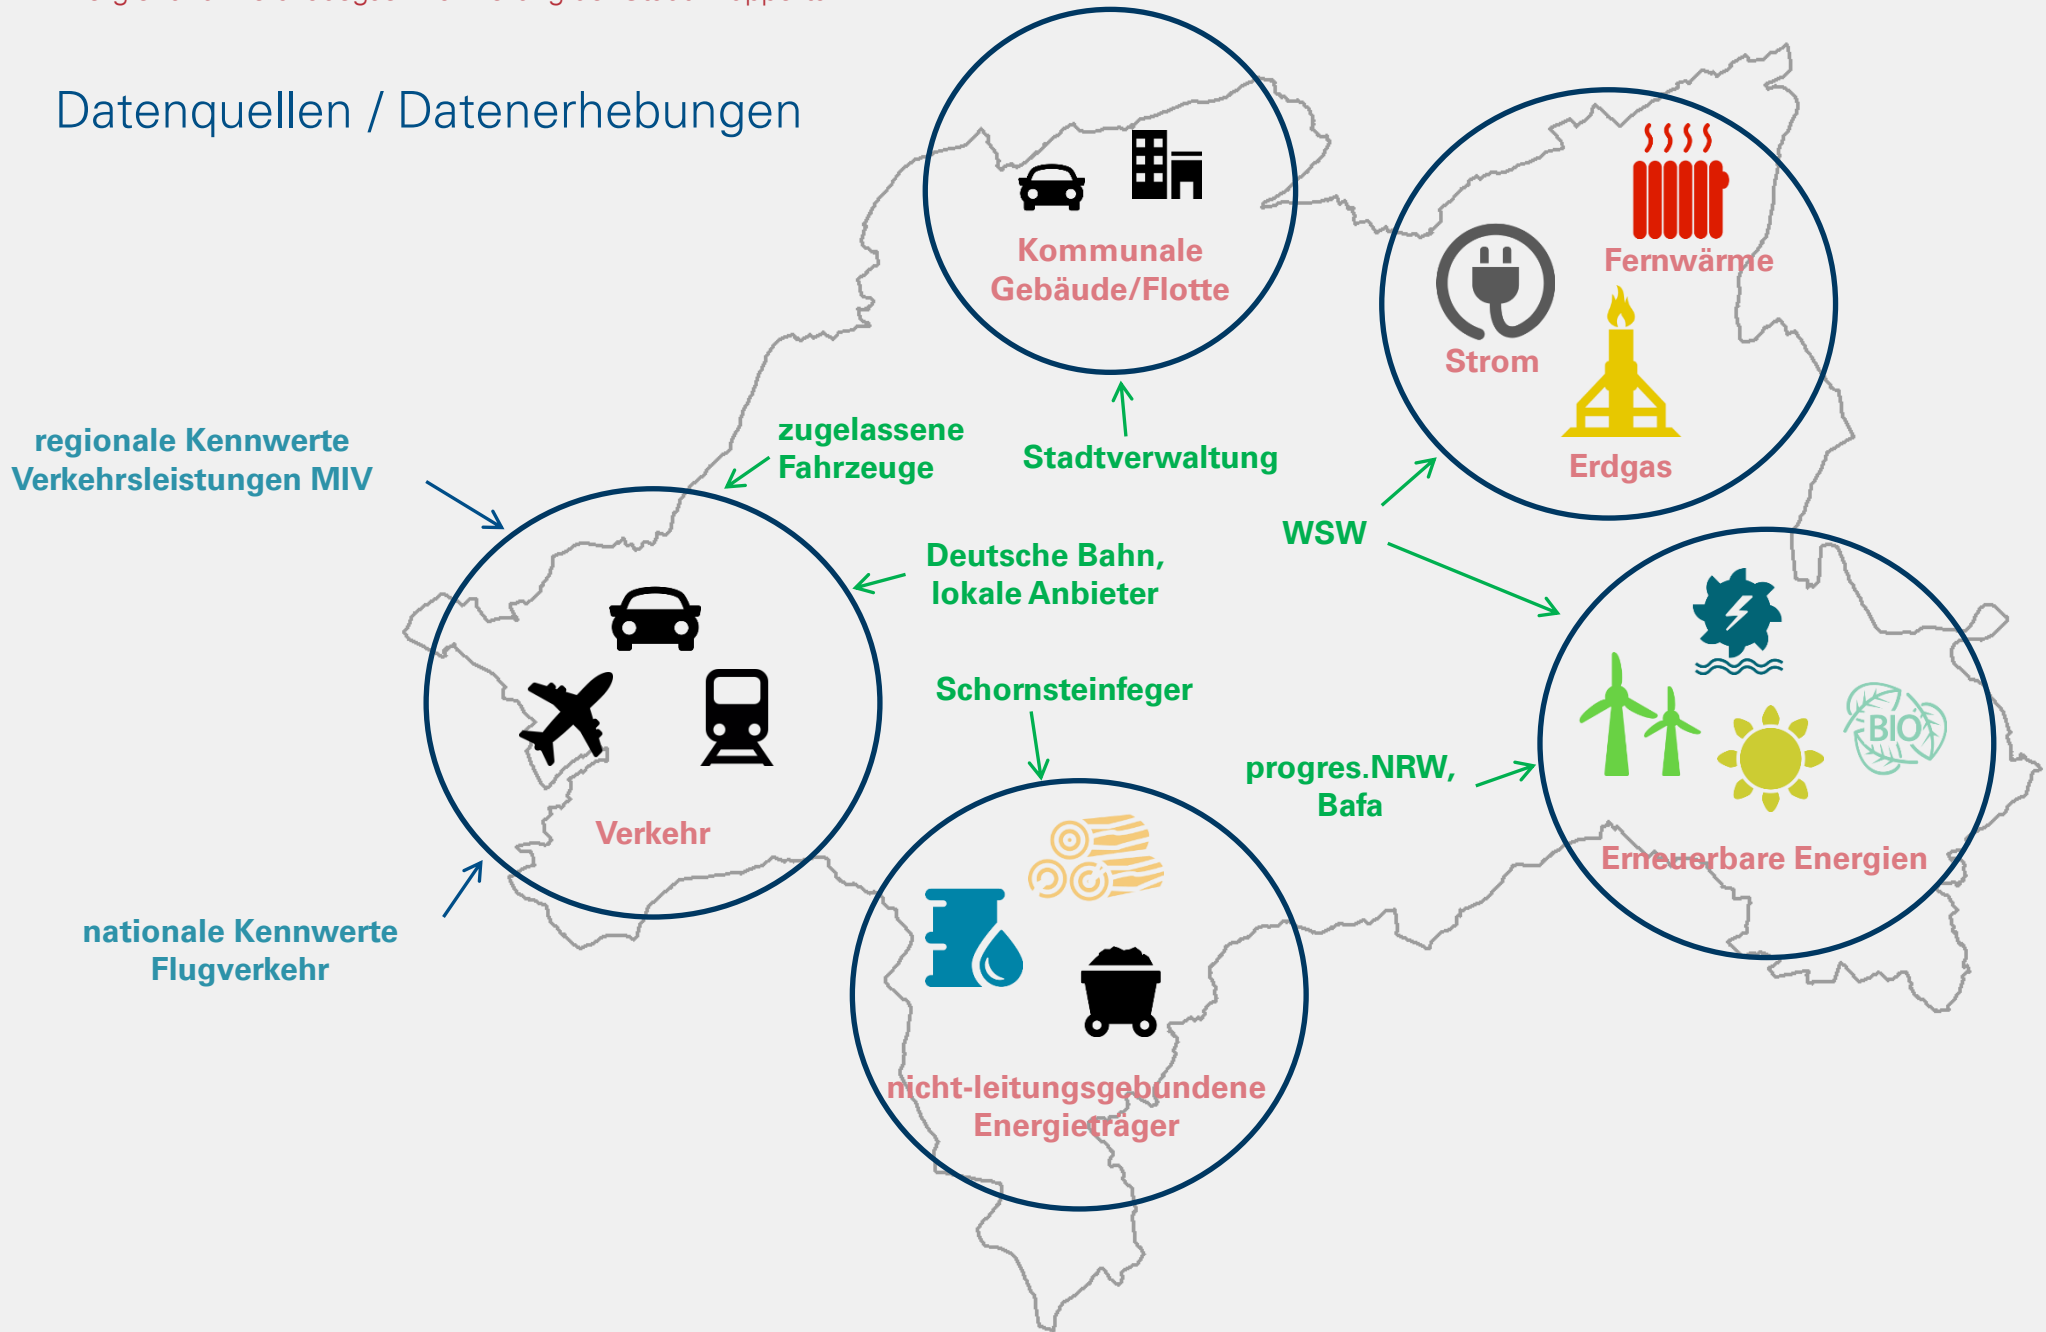 Datenquellen / Datenerhebungen
Kommunale
Gebäude/Flotte
Fernwärme
Strom
Erdgas
regionale Kennwerte
Verkehrsleistungen MIV
zugelassene
Fahrzeuge
Stadtverwaltung
WSW
Deutsche Bahn,
lokale Anbieter
Schornsteinfeger
progres.NRW,
Bafa
BIO
Verkehr
Erneuerbare Energien
nationale Kennwerte
Flugverkehr
nicht-leitungsgebundene
Energieträger